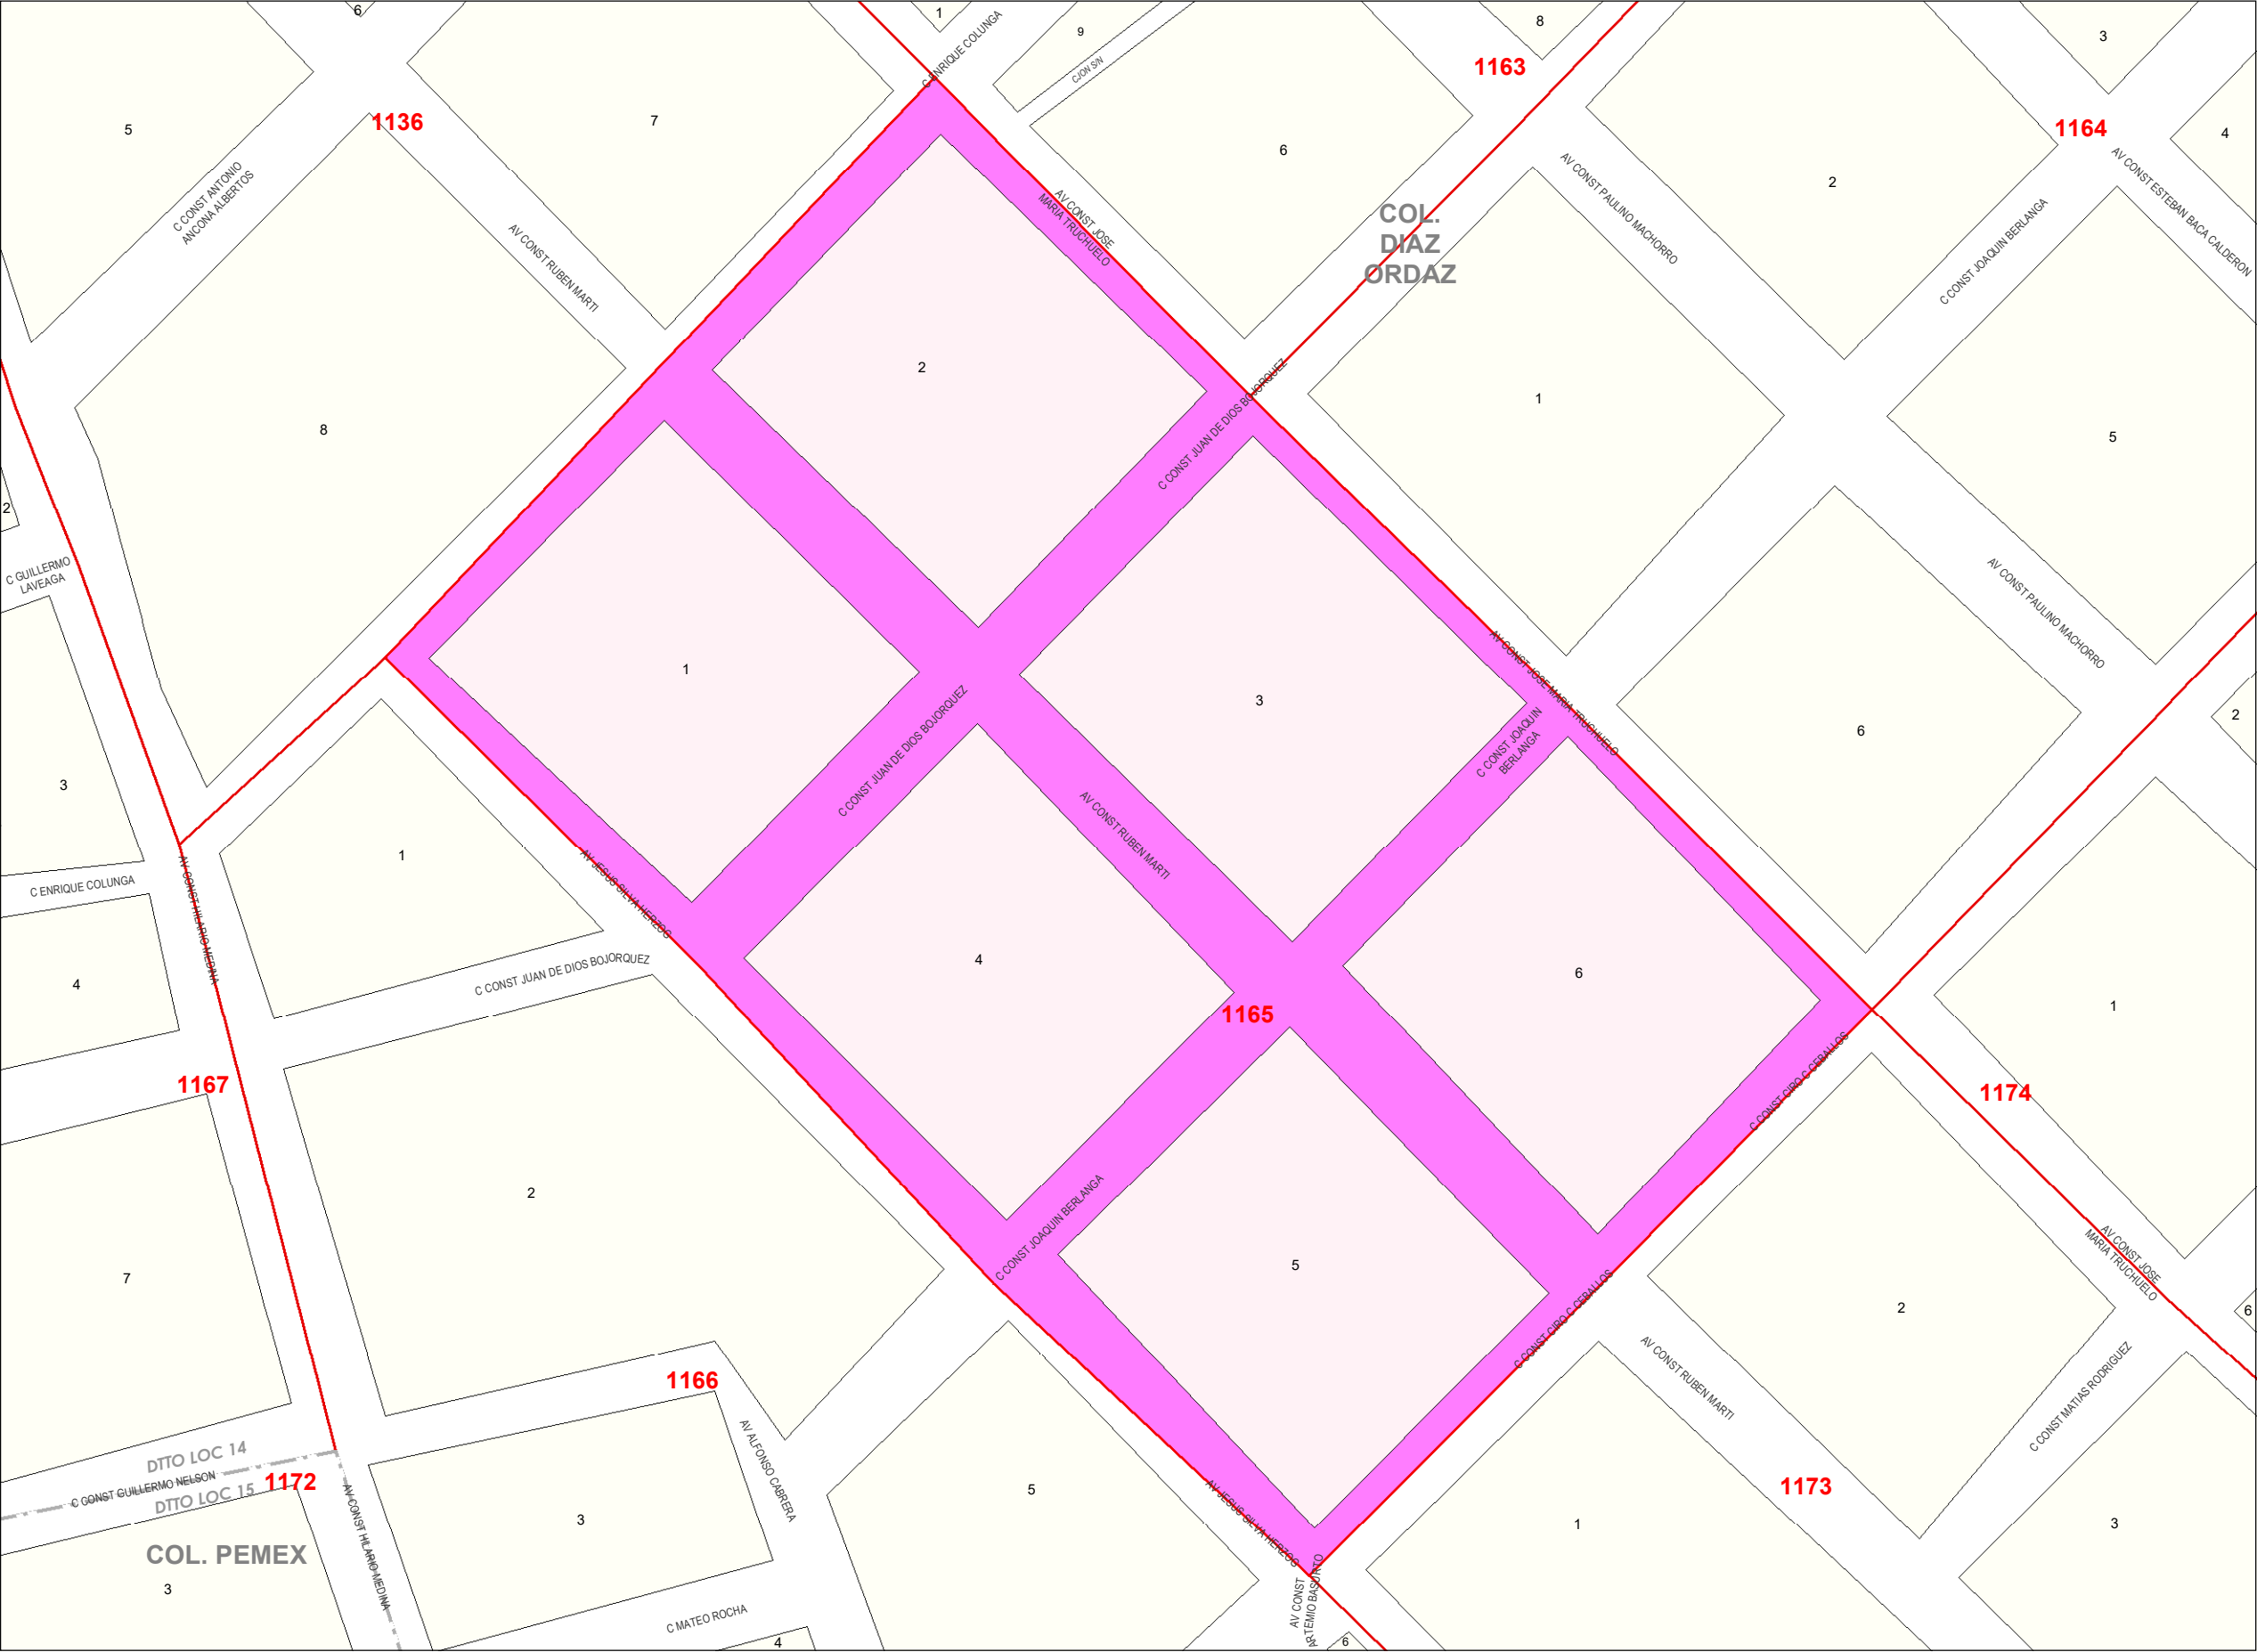 6
1
C ENRIQUE COLUNGA
9
CJON S/N
8
3
1163
5
1136
7
6
1164
4
2
C CONST ANTONIO
ANCONA ALBERTOS
AV CONST RUBEN MARTI
AV CONST JOSE
MARIA TRUCHUELO
COL.
DIAZ
ORDAZ
AV CONST PAULINO MACHORRO
C CONST JOAQUIN BERLANGA
AV CONST ESTEBAN BACA CALDERON
2
8
C CONST JUAN DE DIOS BOJORQUEZ
1
5
2
C GUILLERMO
LAVEAGA
1
3
AV CONST JOSE MARIA TRUCHUELO
AV CONST PAULINO MACHORRO
2
6
C CONST JOAQUIN
BERLANGA
C CONST JUAN DE DIOS BOJORQUEZ
3
AV CONST RUBEN MARTI
1
AV JESUS SILVA HERZOG
C ENRIQUE COLUNGA
AV CONST HILARIO MEDINA
4
C CONST JUAN DE DIOS BOJORQUEZ
4
6
1165
1
1167
C CONST CIRO C CEBALLOS
1174
2
C CONST JOAQUIN BERLANGA
7
5
AV CONST JOSE
MARIA TRUCHUELO
2
6
C CONST CIRO C CEBALLOS
1166
AV CONST RUBEN MARTI
C CONST MATIAS RODRIGUEZ
AV ALFONSO CABRERA
DTTO LOC 14
C CONST GUILLERMO NELSON
DTTO LOC 15
1172
AV CONST HILARIO MEDINA
5
1173
AV JESUS SILVA HERZOG
3
1
3
COL. PEMEX
3
AV CONST
ARTEMIO BASURTO
C MATEO ROCHA
4
6